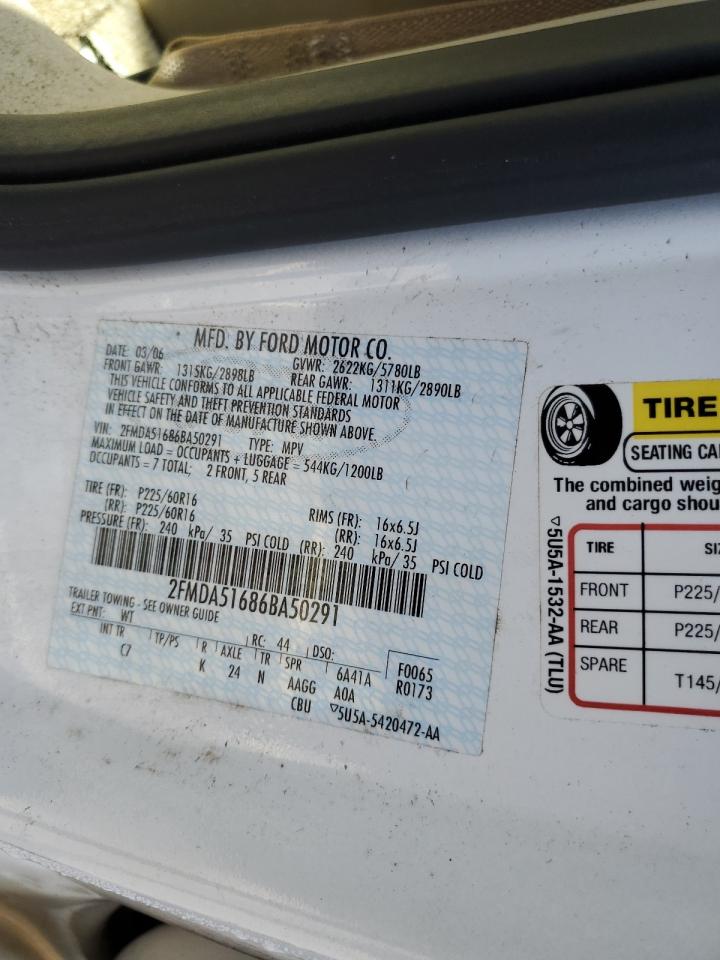 MFD. BY FORD MOTOR CO.
DATE: 03/06 GVWR: 2622KG/5780LB
FRONT GAWR: 1315KG/2898LB REAR GAWR: 1311KG/2890LB
THIS VEHICLE CONFORMS TO ALL APPLICABLE FEDERAL MOTOR
VEHICLE SAFETY AND THEFT PREVENTION STANDARDS
IN EFFECT ON THE DATE OF MANUFACTURE SHOWN ABOVE.
VIN: 2FMDA51686BA50291 TYPE: MPV
MAXIMUM LOAD = OCCUPANTS + LUGGAGE = 544KG/1200LB
OCCUPANTS = 7 TOTAL; 2 FRONT, 5 REAR
TIRE (FR): P225/60R16 RIMS (FR): 16x6.5J
(RR): P225/60R16 (RR): 16x6.5J
PRESSURE (FR): 240 kPa/ 35 PSI COLD (RR): 240 kPa/ 35 PSI COLD
2FMDA51686BA50291
TRAILER TOWING - SEE OWNER GUIDE
EXT PNT: WT RC: 44 DSO: F0065
INT TR TP/PS R AXLE TR SPR 6A41A R0173
C7 K 24 N AAGG A0A
CBU ▽5U5A-5420472-AA
TIRE
SEATING CA
The combined weig
and cargo shou
▽5U5A-1532-AA (TLU)
TIRE SI
FRONT P225/
REAR P225/
SPARE T145/